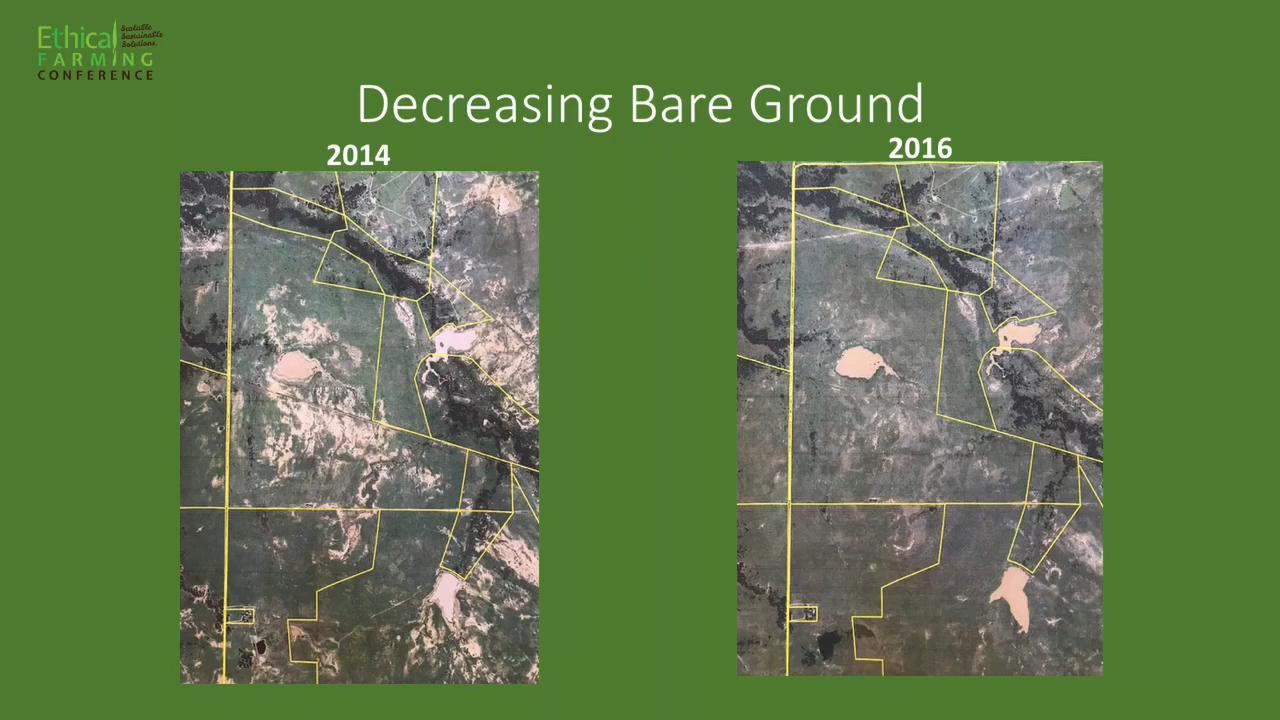 Ethical
Scalable
Sustainable
Solutions.
FARMING
CONFERENCE
Decreasing Bare Ground
2014
2016